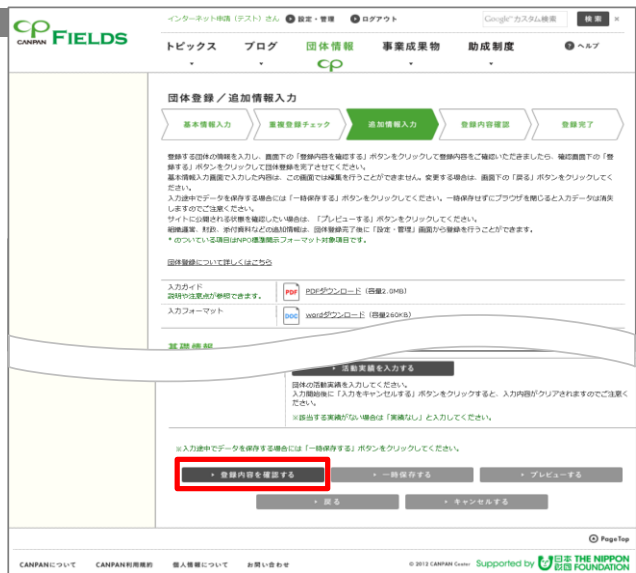 CANPAN FIELDS
インターネット申請（テスト）さん 設定・管理 ログアウト Google™カスタム検索 検索 ×
トピックス ブログ 団体情報 事業成果物 助成制度 ヘルプ
団体登録／追加情報入力
基本情報入力 重複登録チェック 追加情報入力 登録内容確認 登録完了
登録する団体の情報を入力し、画面下の「登録内容を確認する」ボタンをクリックして登録内容をご確認いただきましたら、確認画面下の「登
録する」ボタンをクリックして団体登録を完了させてください。
基本情報入力画面で入力した内容は、この画面では編集を行うことができません。変更する場合は、画面下の「戻る」ボタンをクリックしてく
ださい。
入力途中でデータを保存する場合には「一時保存する」ボタンをクリックしてください。一時保存せずにブラウザを閉じると入力データは消失
しますのでご注意ください。
サイトに公開される状態を確認したい場合は、「プレビューする」ボタンをクリックしてください。
組織運営、財政、添付資料などの追加情報は、団体登録完了後に「設定・管理」画面から登録を行うことができます。
* のついている項目はNPO標準開示フォーマット対象項目です。
団体登録について詳しくはこちら
入力ガイド
説明や注意点が参照できます。
PDF PDFダウンロード（容量2.0MB）
入力フォーマット
DOC wordダウンロード（容量260KB）
基礎情報
活動実績を入力する
団体の活動実績を入力してください。
入力開始後に「入力をキャンセルする」ボタンをクリックすると、入力内容がクリアされますのでご注意く
ださい。
※該当する実績がない場合は「実績なし」と入力してください。
※入力途中でデータを保存する場合には「一時保存する」ボタンをクリックしてください。
登録内容を確認する 一時保存する プレビューする
戻る キャンセルする
PageTop
CANPANについて CANPAN利用規約 個人情報について お問い合わせ © 2012 CANPAN Center Supported by 日本財団 THE NIPPON FOUNDATION